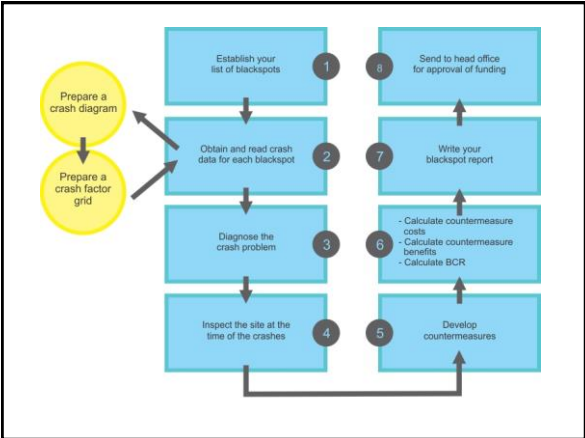 Establish your
list of blackspots
1
Prepare a
crash diagram
Prepare a
crash factor
grid
Obtain and read crash
data for each blackspot
2
Diagnose the
crash problem
3
Inspect the site at the
time of the crashes
4
5
Develop
countermeasures
6
- Calculate countermeasure
costs
- Calculate countermeasure
benefits
- Calculate BCR
7
Write your
blackspot report
8
Send to head office
for approval of funding